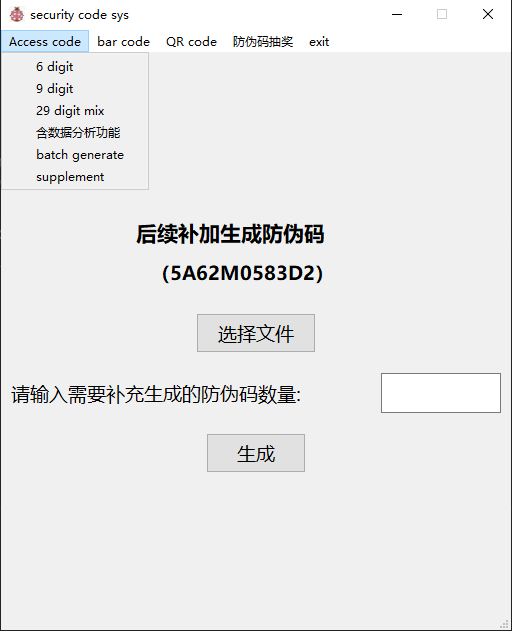 security code sys
Access code bar code QR code 防伪码抽奖 exit
6 digit
9 digit
29 digit mix
含数据分析功能
batch generate
supplement
后续补加生成防伪码
（5A62M0583D2）
选择文件
请输入需要补充生成的防伪码数量:
生成